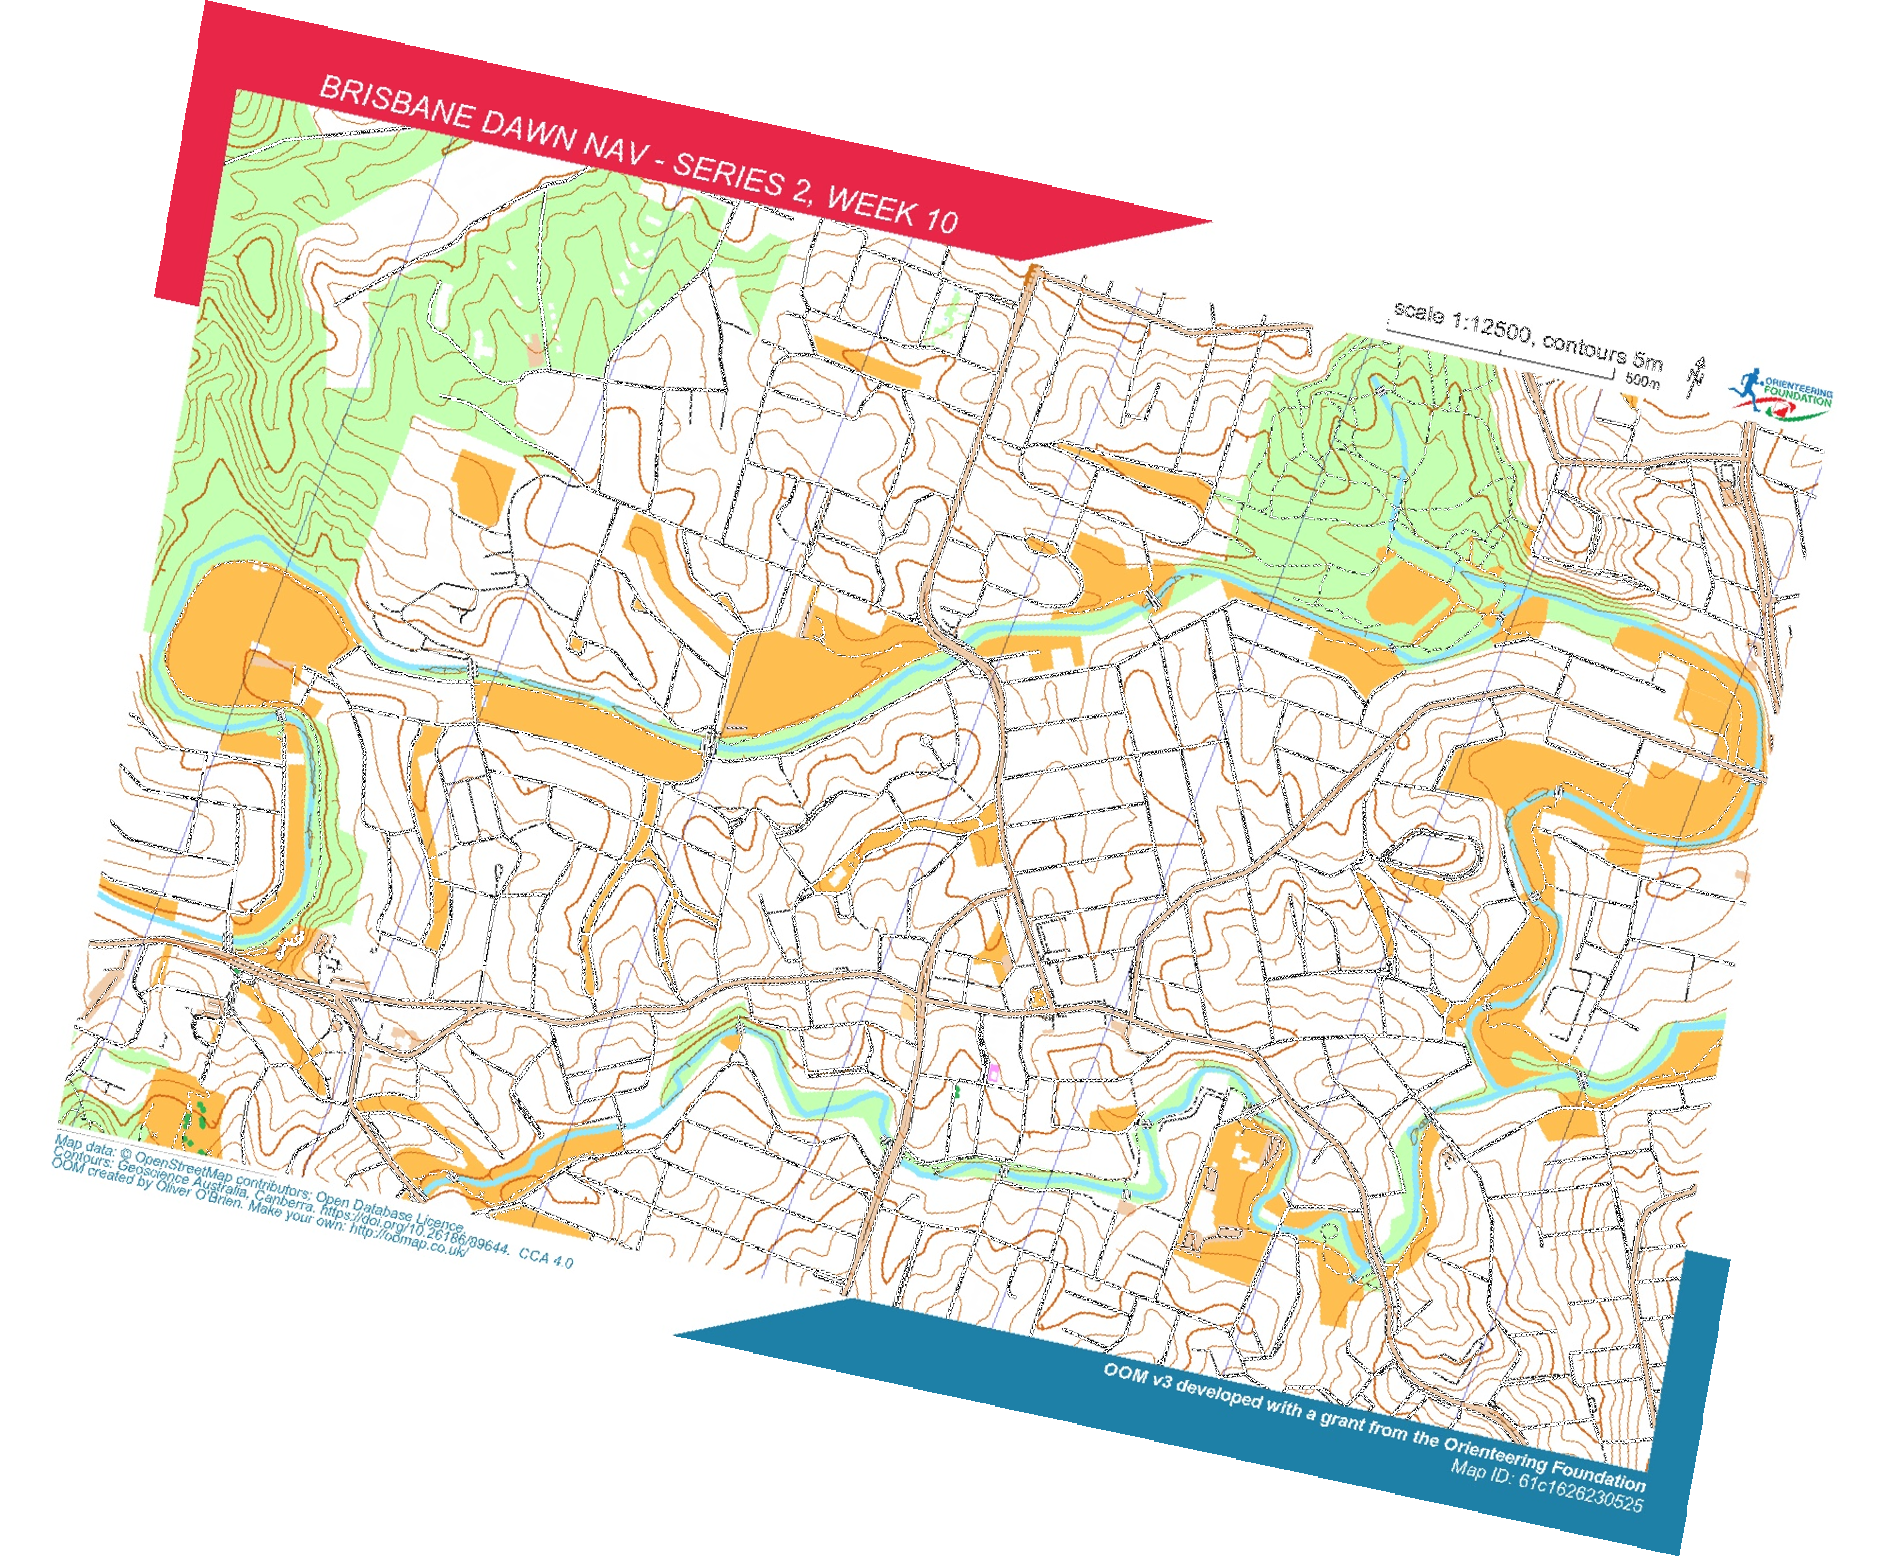 BRISBANE DAWN NAV - SERIES 2, WEEK 10
scale 1:12500, contours 5m
500m
ORIENTEERING
FOUNDATION
Map data: © OpenStreetMap contributors: Open Database Licence.
Contours: Geoscience Australia, Canberra. https://doi.org/10.26186/89644. CCA 4.0
OOM created by Oliver O'Brien. Make your own: http://oomap.co.uk/
OOM v3 developed with a grant from the Orienteering Foundation
Map ID: 61c1626230525